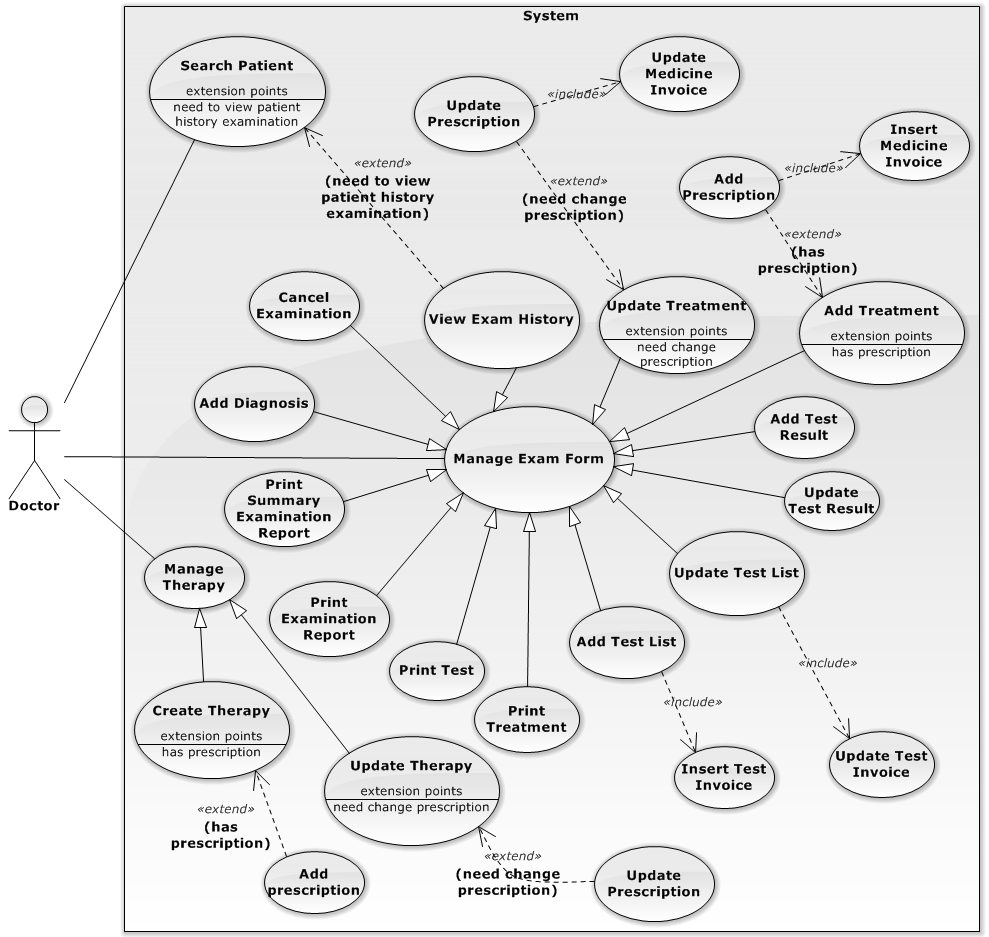 System
Search Patient
extension points
need to view patient
history examination
Update
Prescription
«include»
Update
Medicine
Invoice
Insert
Medicine
Invoice
«include»
Add
Prescription
«extend»
(need to view
patient history
examination)
«extend»
(need change
prescription)
«extend»
(has
prescription)
Cancel
Examination
View Exam History
Update Treatment
extension points
need change
prescription
Add Treatment
extension points
has prescription
Add Diagnosis
Add Test
Result
Manage Exam Form
Doctor
Print
Summary
Examination
Report
Update
Test Result
Manage
Therapy
Update Test List
Print
Examination
Report
Add Test List
Print Test
«include»
«include»
Create Therapy
extension points
has prescription
Print
Treatment
Update Therapy
extension points
need change prescription
Insert Test
Invoice
Update Test
Invoice
«extend»
(has
prescription)
«extend»
(need change
prescription)
Add
prescription
Update
Prescription